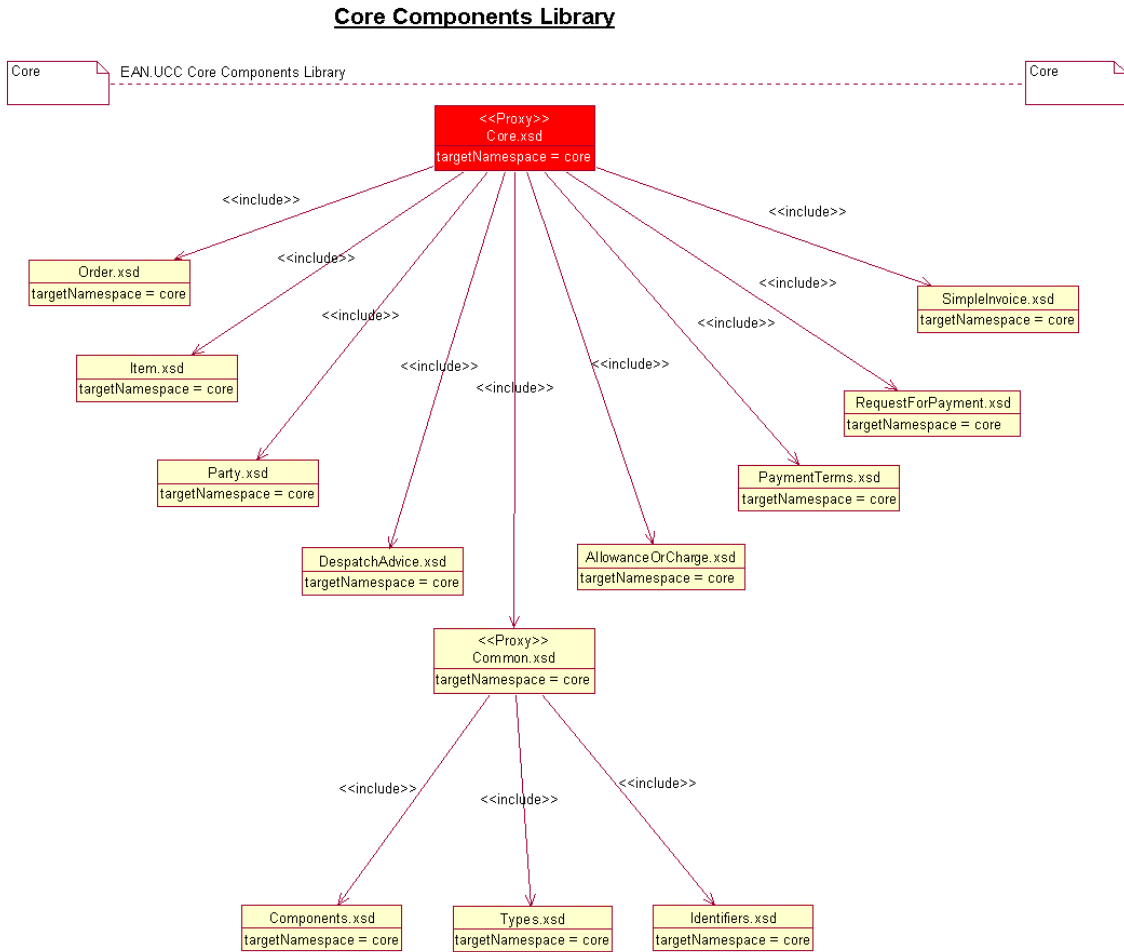 Core Components Library
Core
EAN.UCC Core Components Library
Core
<<Proxy>>
Core.xsd
targetNamespace = core
<<include>>
<<include>>
<<include>>
<<include>>
<<include>>
<<include>>
<<include>>
<<include>>
<<include>>
Order.xsd
targetNamespace = core
SimpleInvoice.xsd
targetNamespace = core
Item.xsd
targetNamespace = core
RequestForPayment.xsd
targetNamespace = core
Party.xsd
targetNamespace = core
PaymentTerms.xsd
targetNamespace = core
DespatchAdvice.xsd
targetNamespace = core
AllowanceOrCharge.xsd
targetNamespace = core
<<Proxy>>
Common.xsd
targetNamespace = core
<<include>>
<<include>>
<<include>>
Components.xsd
targetNamespace = core
Types.xsd
targetNamespace = core
Identifiers.xsd
targetNamespace = core